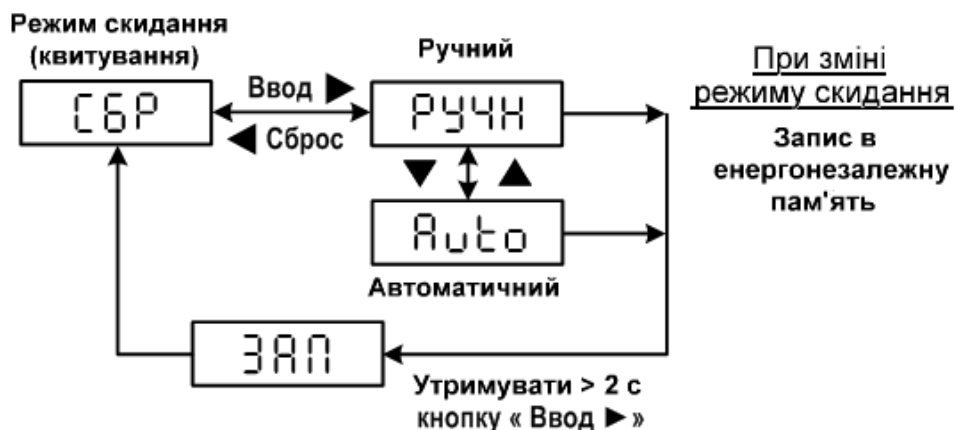 Режим скидання
(квитування)
СБР
Ввод ▶
◀ Сброс
Ручний
РУЧН
▼ ▲
Auto
Автоматичний
При зміні
режиму скидання
Запис в
енергонезалежну
пам'ять
ЗАП
Утримувати > 2 с
кнопку « Ввод ▶ »